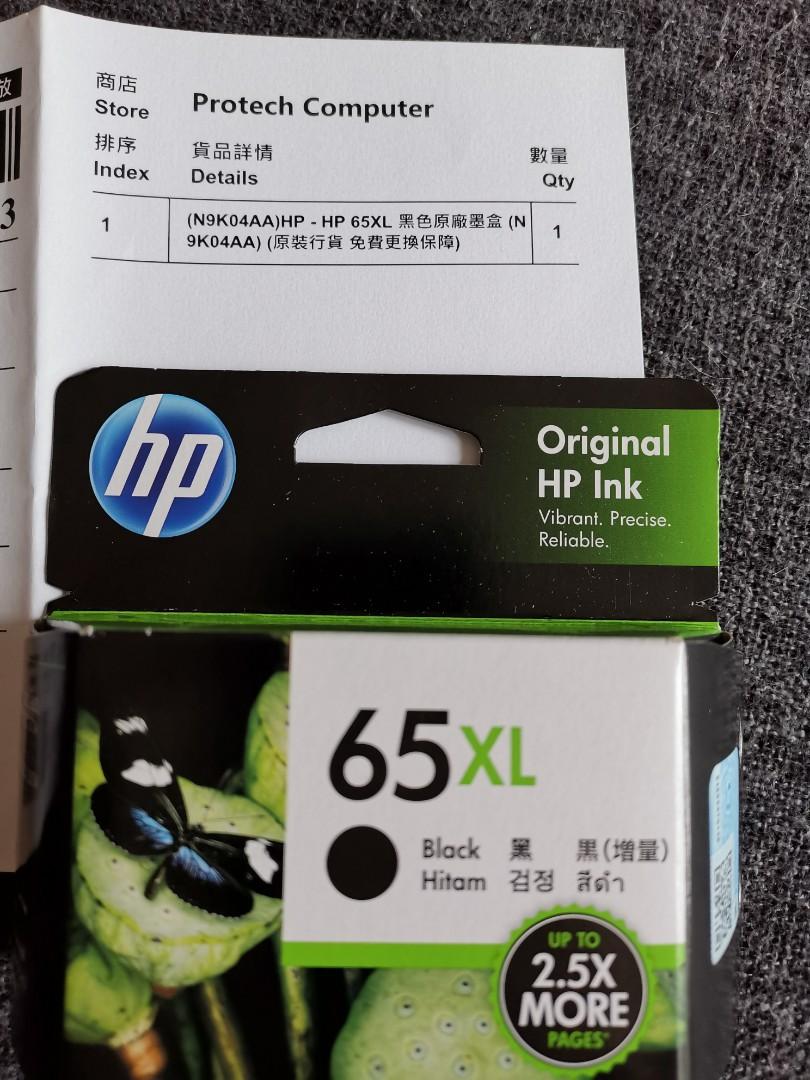 放
3
商店
Store
Protech Computer
排序
Index
貨品詳情
Details
數量
Qty
1
(N9K04AA)HP - HP 65XL 黑色原廠墨盒 (N
9K04AA) (原裝行貨 免費更換保障)
1
hp
Original
HP Ink
Vibrant. Precise.
Reliable.
65XL
Black 黑 黒(增量)
Hitam 검정 สีดำ
UP TO
2.5X
MORE
PAGES*